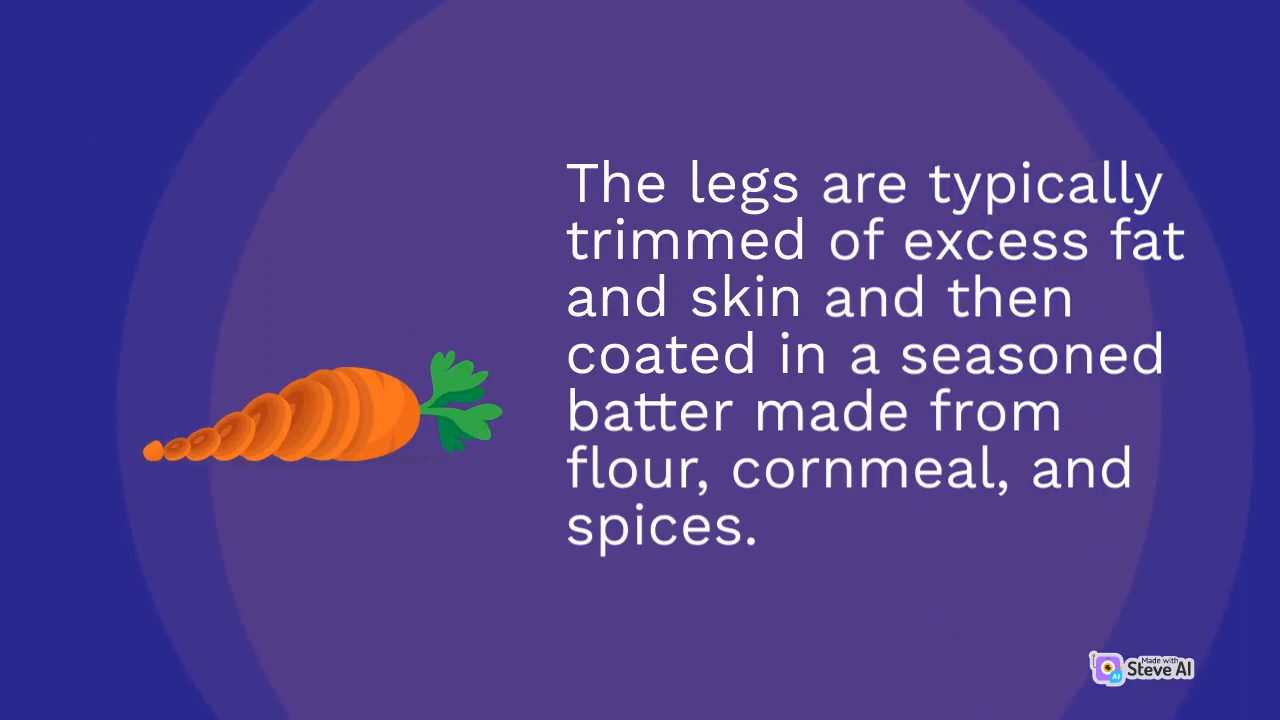 The legs are typically
trimmed of excess fat
and skin and then
coated in a seasoned
batter made from
flour, cornmeal, and
spices.
Made with
Steve AI
AI